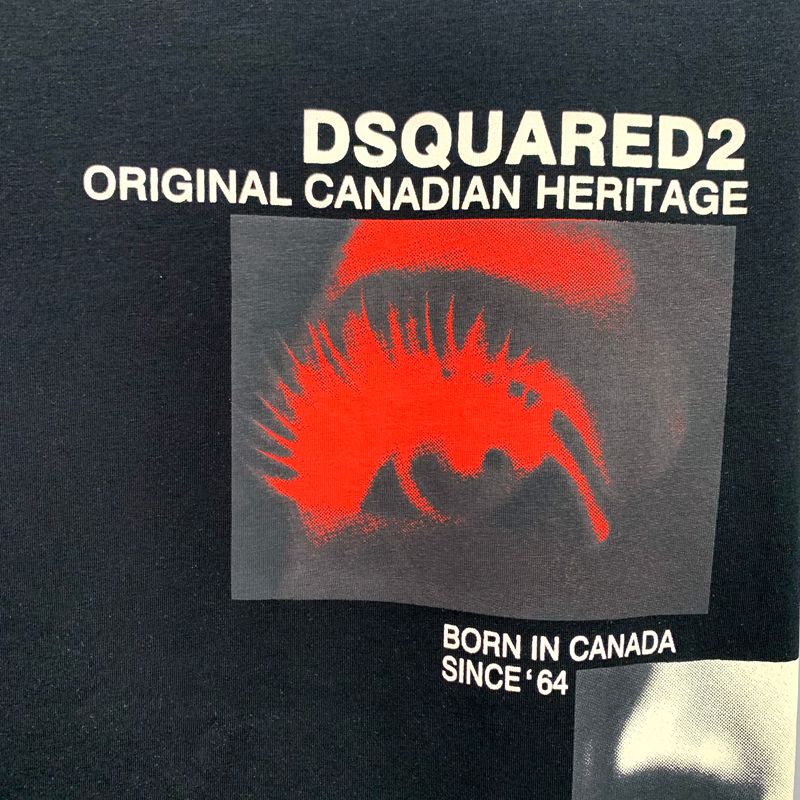 DSQUARED2
ORIGINAL CANADIAN HERITAGE
BORN IN CANADA
SINCE ‘64